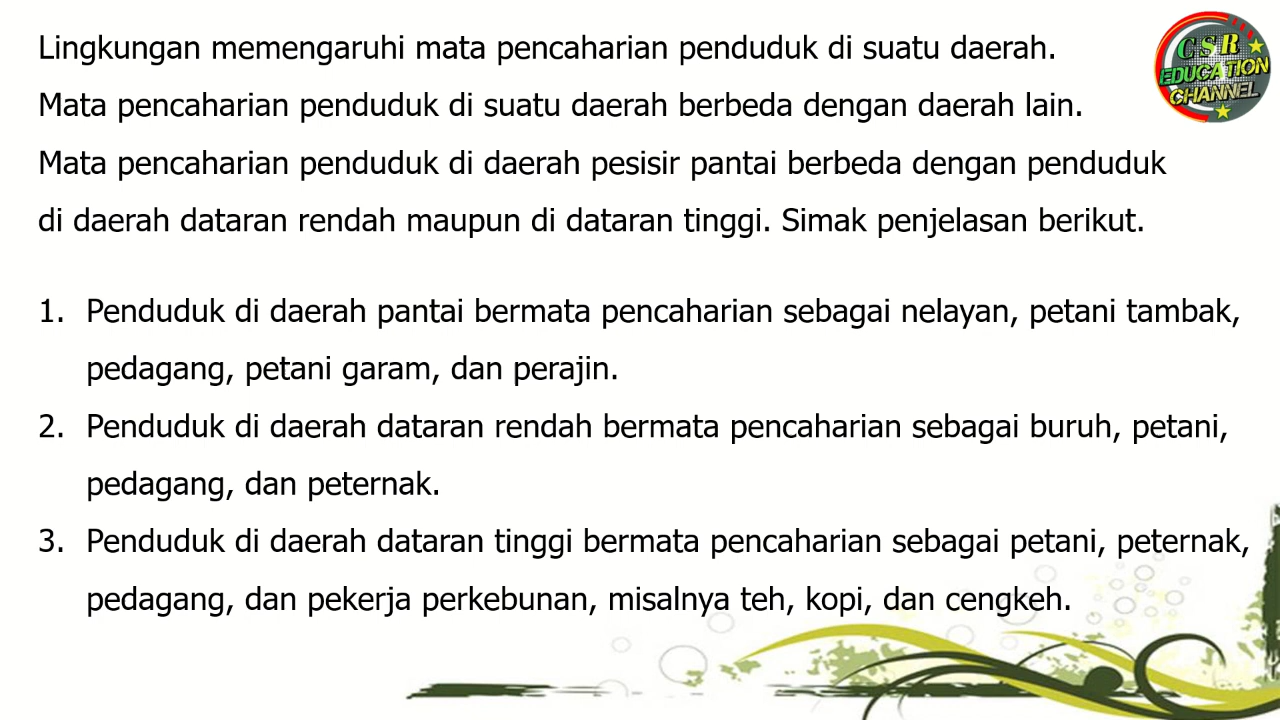 Lingkungan memengaruhi mata pencaharian penduduk di suatu daerah.
Mata pencaharian penduduk di suatu daerah berbeda dengan daerah lain.
Mata pencaharian penduduk di daerah pesisir pantai berbeda dengan penduduk
di daerah dataran rendah maupun di dataran tinggi. Simak penjelasan berikut.
1. Penduduk di daerah pantai bermata pencaharian sebagai nelayan, petani tambak,
pedagang, petani garam, dan perajin.
2. Penduduk di daerah dataran rendah bermata pencaharian sebagai buruh, petani,
pedagang, dan peternak.
3. Penduduk di daerah dataran tinggi bermata pencaharian sebagai petani, peternak,
pedagang, dan pekerja perkebunan, misalnya teh, kopi, dan cengkeh.
CSR
EDUCATION
CHANNEL